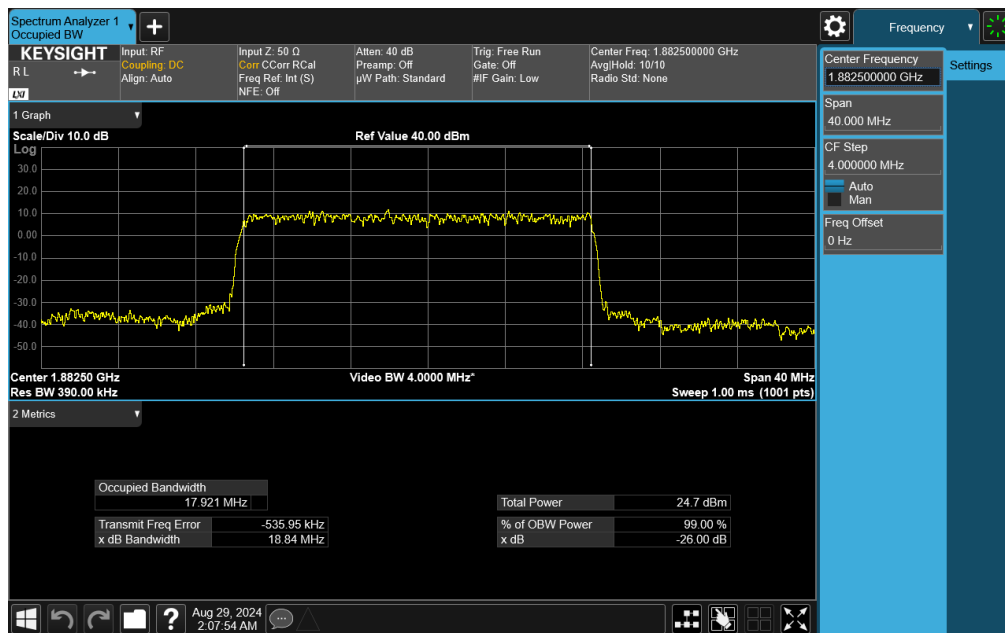 Spectrum Analyzer 1
Occupied BW
Frequency
KEYSIGHT
R L
LXI
Input: RF
Coupling: DC
Align: Auto
Input Z: 50 Ω
Corr CCorr RCal
Freq Ref: Int (S)
NFE: Off
Atten: 40 dB
Preamp: Off
µW Path: Standard
Trig: Free Run
Gate: Off
#IF Gain: Low
Center Freq: 1.882500000 GHz
Avg|Hold: 10/10
Radio Std: None
Center Frequency
1.882500000 GHz
Settings
Span
40.000 MHz
CF Step
4.000000 MHz
Auto
Man
Freq Offset
0 Hz
1 Graph
Scale/Div 10.0 dB
Ref Value 40.00 dBm
Log
30.0
20.0
10.0
0.00
-10.0
-20.0
-30.0
-40.0
-50.0
Center 1.88250 GHz
Video BW 4.0000 MHz*
Span 40 MHz
Res BW 390.00 kHz
Sweep 1.00 ms (1001 pts)
2 Metrics
Occupied Bandwidth
17.921 MHz
Total Power 24.7 dBm
Transmit Freq Error -535.95 kHz
% of OBW Power 99.00 %
x dB Bandwidth 18.84 MHz
x dB -26.00 dB
?
Aug 29, 2024
2:07:54 AM